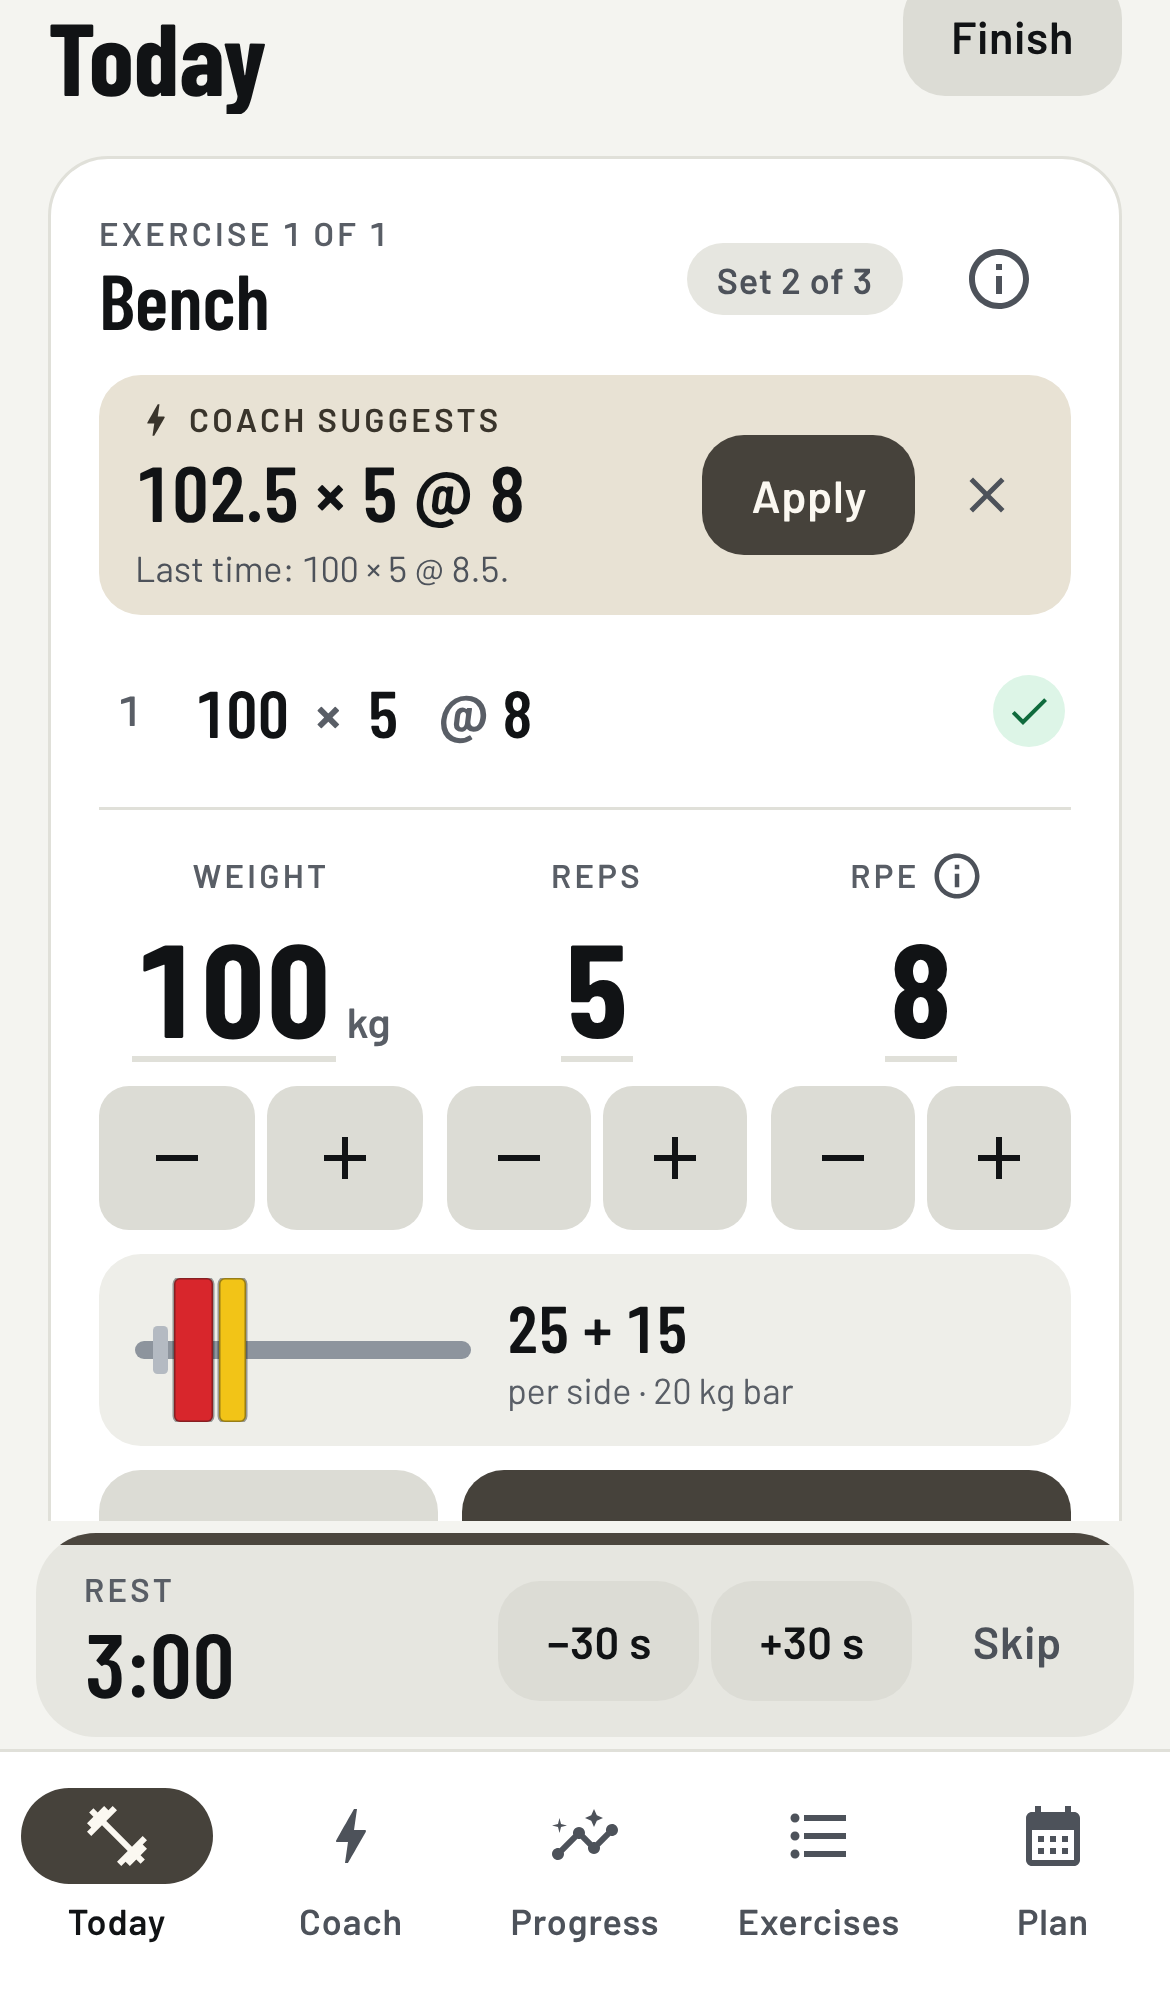 Today
Finish
EXERCISE 1 OF 1
Bench
Set 2 of 3
COACH SUGGESTS
102.5 × 5 @ 8
Last time: 100 × 5 @ 8.5.
Apply
1 100 × 5 @ 8
WEIGHT REPS RPE
100 kg 5 8
25 + 15
per side · 20 kg bar
REST
3:00
−30 s +30 s Skip
Today Coach Progress Exercises Plan